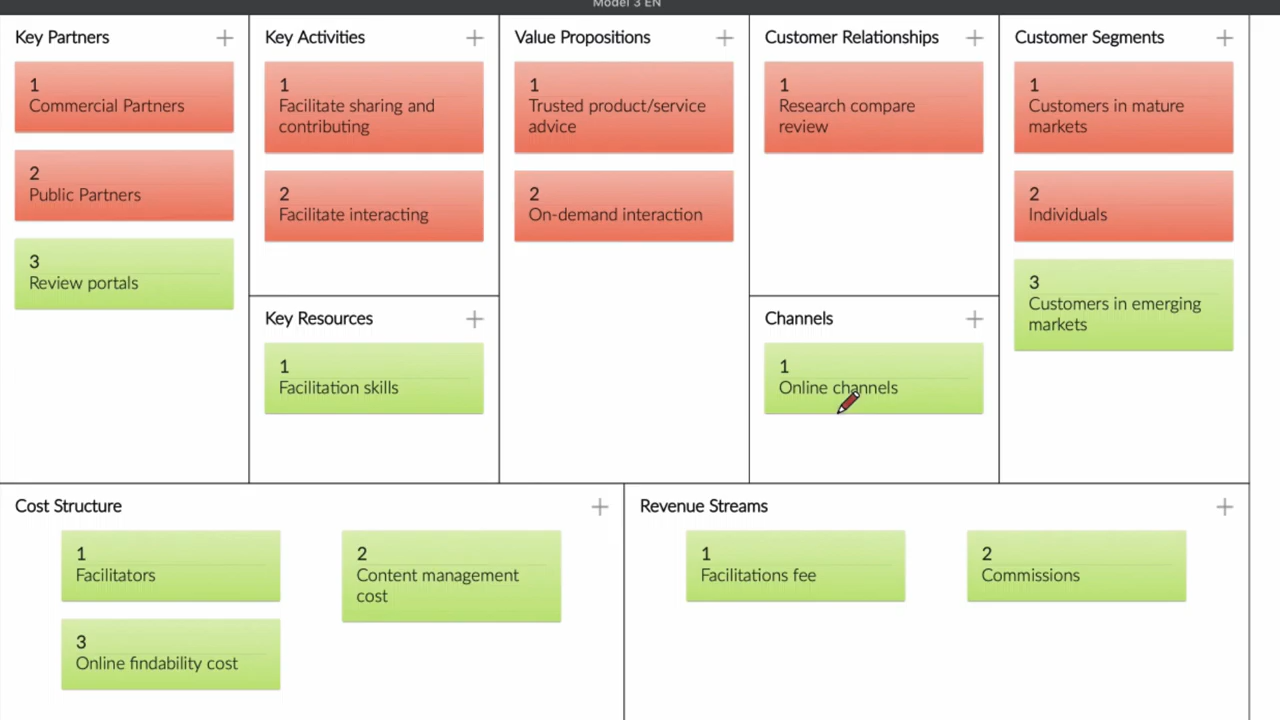 Model 3 EN
Key Partners
1
Commercial Partners
2
Public Partners
3
Review portals
Key Activities
1
Facilitate sharing and
contributing
2
Facilitate interacting
Key Resources
1
Facilitation skills
Value Propositions
1
Trusted product/service
advice
2
On-demand interaction
Customer Relationships
1
Research compare
review
Channels
1
Online channels
Customer Segments
1
Customers in mature
markets
2
Individuals
3
Customers in emerging
markets
Cost Structure
1
Facilitators
2
Content management
cost
3
Online findability cost
Revenue Streams
1
Facilitations fee
2
Commissions